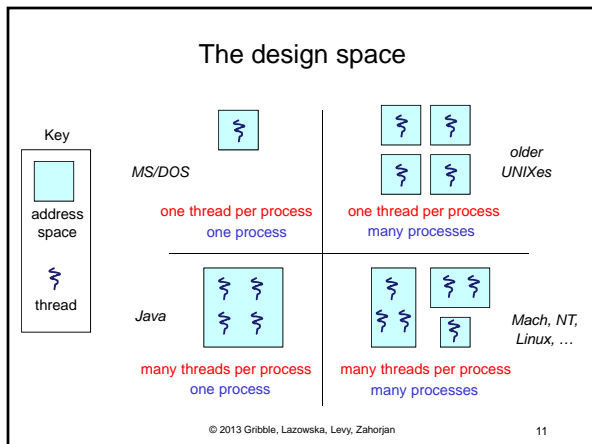 The design space
Key
address
space
thread
MS/DOS
one thread per process
one process
older
UNIXes
one thread per process
many processes
Java
many threads per process
one process
Mach, NT,
Linux, …
many threads per process
many processes
© 2013 Gribble, Lazowska, Levy, Zahorjan
11